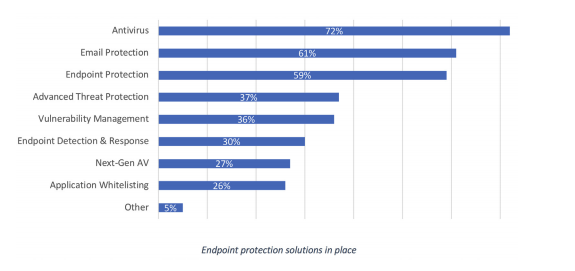 Antivirus 72%
Email Protection 61%
Endpoint Protection 59%
Advanced Threat Protection 37%
Vulnerability Management 36%
Endpoint Detection & Response 30%
Next-Gen AV 27%
Application Whitelisting 26%
Other 5%
Endpoint protection solutions in place